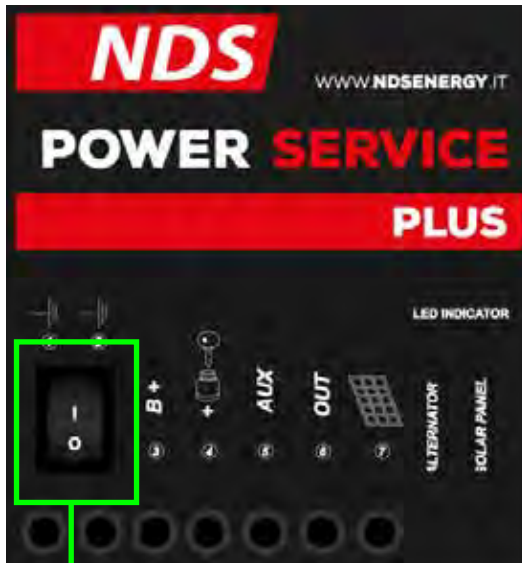 NDS
WWW.NDSENERGY.IT
POWER SERVICE
PLUS
LED INDICATOR
I
O
B+
+
AUX
OUT
ALTERNATOR
SOLAR PANEL
3
4
5
6
7